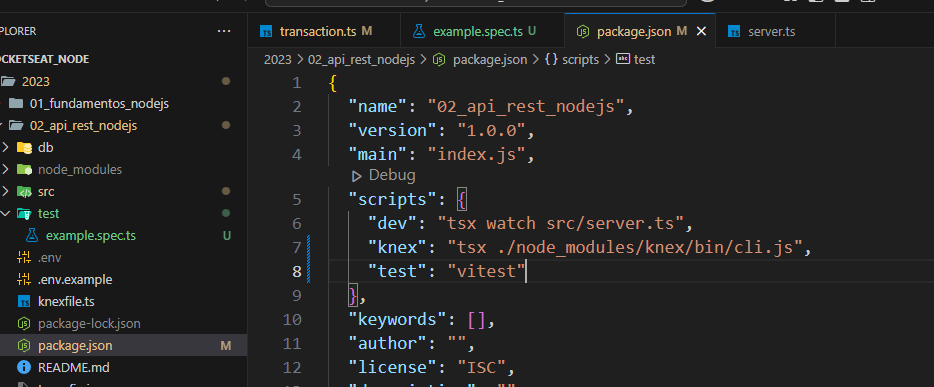 PLORER ...
CKETSEAT_NODE
2023
01_fundamentos_nodejs
02_api_rest_nodejs
db
node_modules
src
test
example.spec.ts U
.env
.env.example
knexfile.ts
package-lock.json
package.json M
README.md
transaction.ts M
example.spec.ts U
package.json M
server.ts
2023 > 02_api_rest_nodejs > package.json > {} scripts > abc test
1 {
2 "name": "02_api_rest_nodejs",
3 "version": "1.0.0",
4 "main": "index.js",
Debug
5 "scripts": {
6 "dev": "tsx watch src/server.ts",
7 "knex": "tsx ./node_modules/knex/bin/cli.js",
8 "test": "vitest"
9 },
10 "keywords": [],
11 "author": "",
12 "license": "ISC",